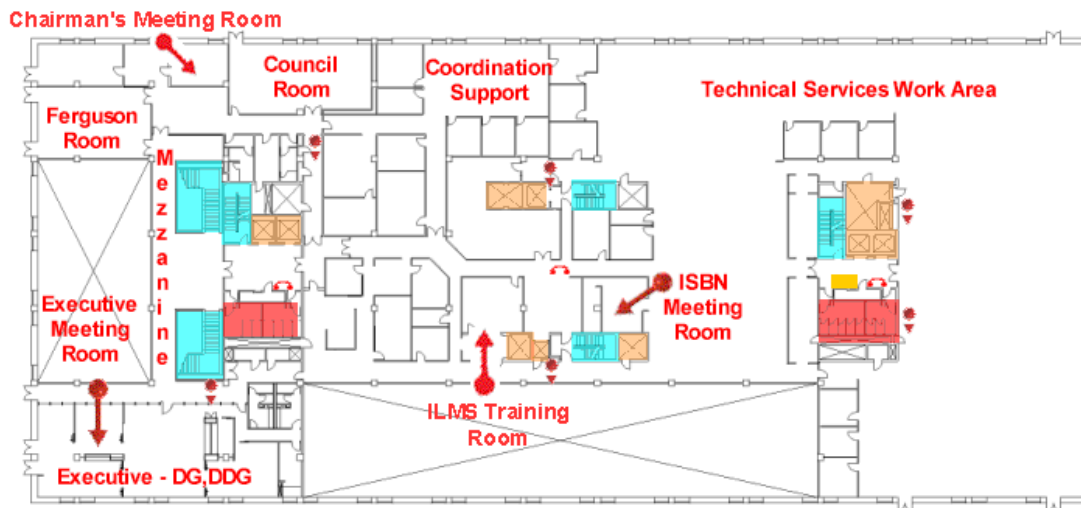 Chairman's Meeting Room
Council
Room
Coordination
Support
Technical Services Work Area
Ferguson
Room
Mezzanine
Executive
Meeting
Room
ISBN
Meeting
Room
ILMS Training
Room
Executive - DG,DDG